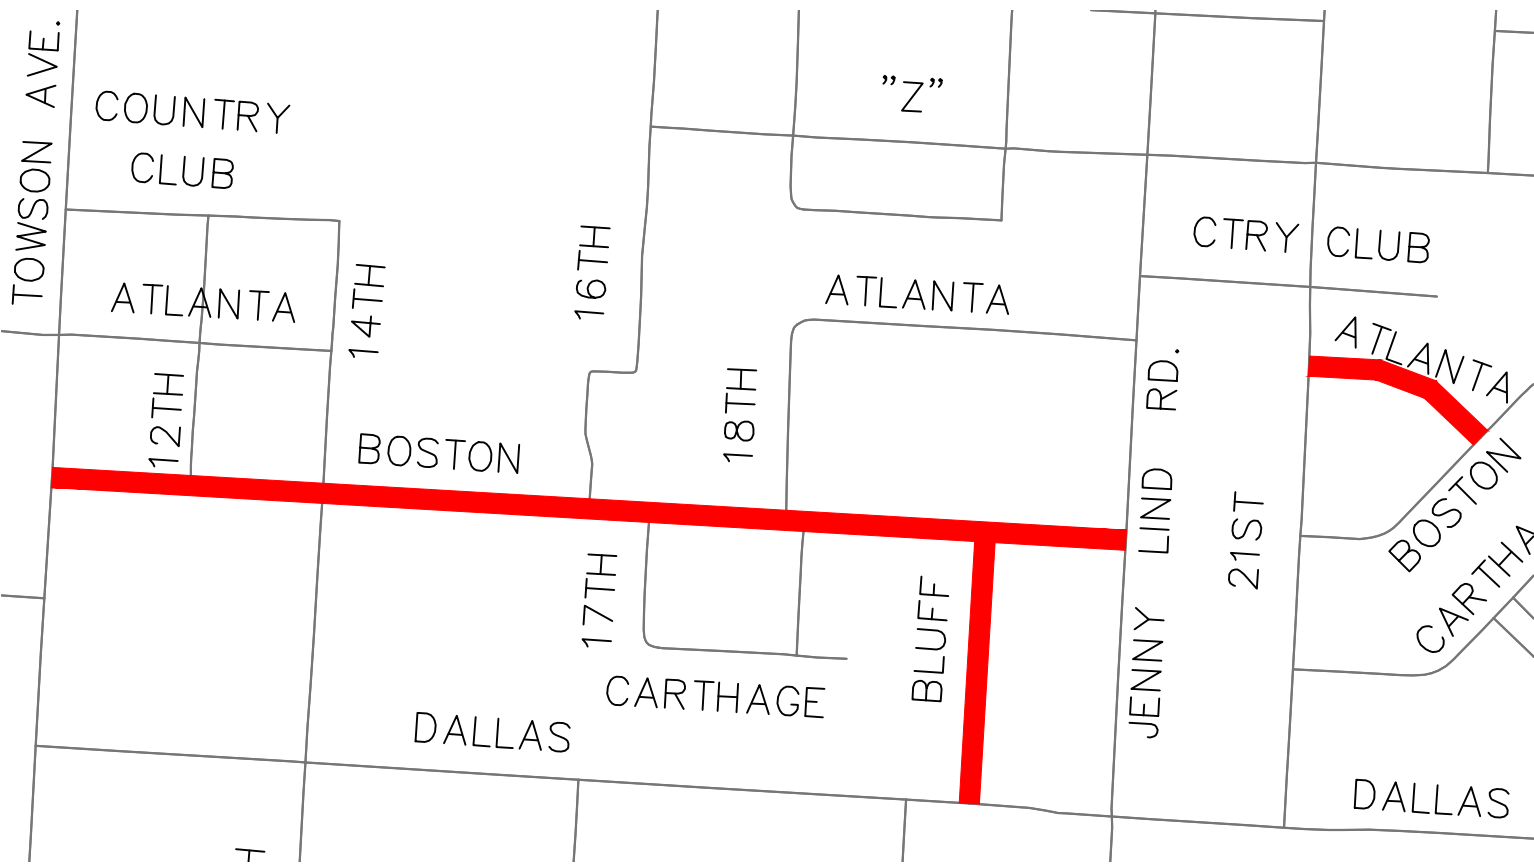 TOWSON AVE.
COUNTRY
CLUB
"Z"
CTRY CLUB
ATLANTA
14TH
16TH
ATLANTA
ATLANTA
12TH
BOSTON
18TH
JENNY LIND RD.
21ST
BOSTON
CARTHA
17TH
BLUFF
CARTHAGE
DALLAS
DALLAS